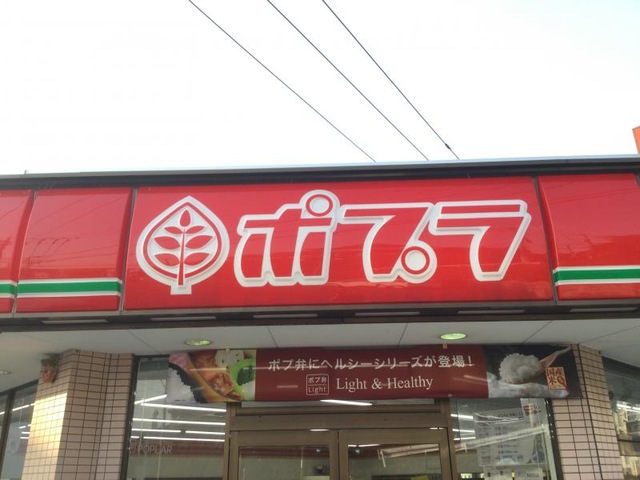 ポプラ
ポプ弁にヘルシーシリーズが登場!
ポプ弁
Light
Light & Healthy
POPLAR